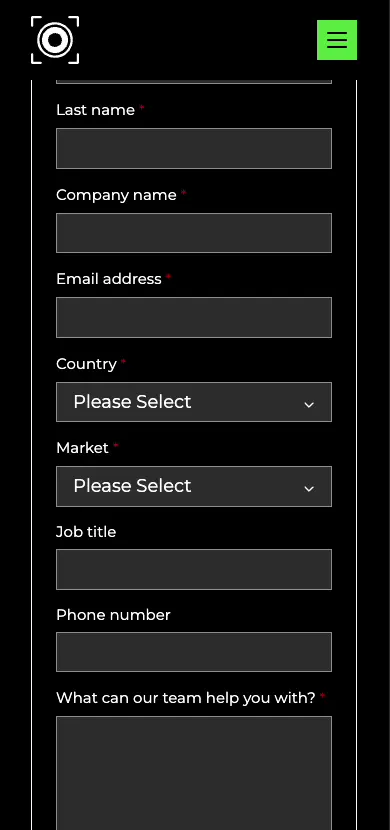 Last name *
Company name *
Email address *
Country *
Please Select
Market *
Please Select
Job title
Phone number
What can our team help you with? *